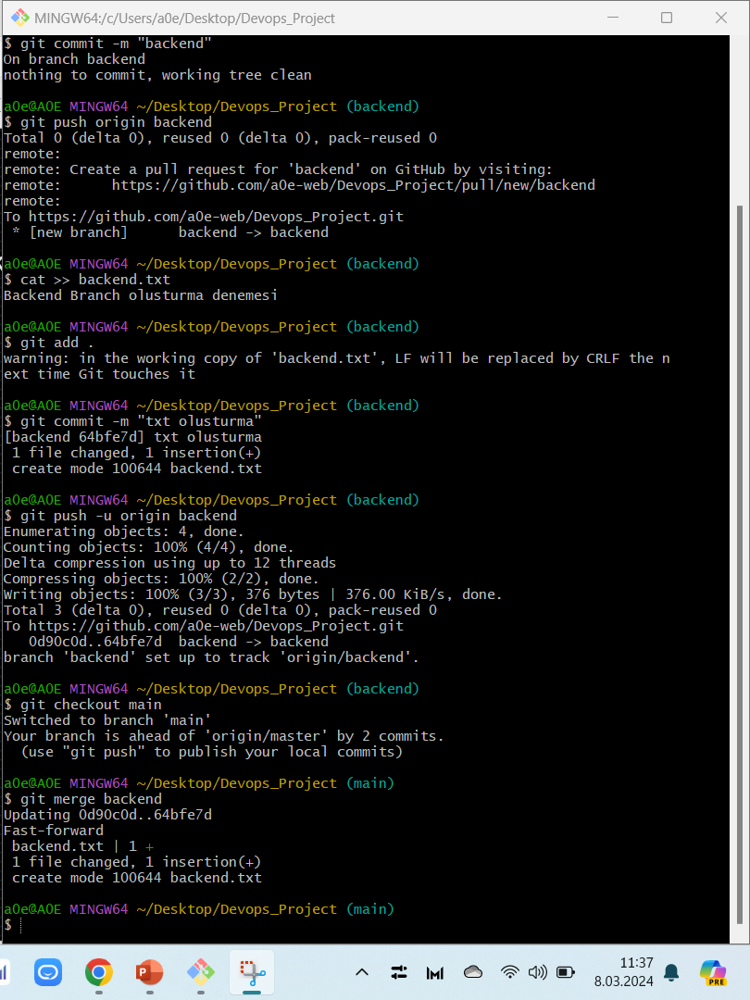 MINGW64:/c/Users/a0e/Desktop/Devops_Project
$ git commit -m "backend"
On branch backend
nothing to commit, working tree clean
a0e@A0E MINGW64 ~/Desktop/Devops_Project (backend)
$ git push origin backend
Total 0 (delta 0), reused 0 (delta 0), pack-reused 0
remote:
remote: Create a pull request for 'backend' on GitHub by visiting:
remote:      https://github.com/a0e-web/Devops_Project/pull/new/backend
remote:
To https://github.com/a0e-web/Devops_Project.git
 * [new branch]      backend -> backend
a0e@A0E MINGW64 ~/Desktop/Devops_Project (backend)
$ cat >> backend.txt
Backend Branch olusturma denemesi
a0e@A0E MINGW64 ~/Desktop/Devops_Project (backend)
$ git add .
warning: in the working copy of 'backend.txt', LF will be replaced by CRLF the n
ext time Git touches it
a0e@A0E MINGW64 ~/Desktop/Devops_Project (backend)
$ git commit -m "txt olusturma"
[backend 64bfe7d] txt olusturma
 1 file changed, 1 insertion(+)
 create mode 100644 backend.txt
a0e@A0E MINGW64 ~/Desktop/Devops_Project (backend)
$ git push -u origin backend
Enumerating objects: 4, done.
Counting objects: 100% (4/4), done.
Delta compression using up to 12 threads
Compressing objects: 100% (2/2), done.
Writing objects: 100% (3/3), 376 bytes | 376.00 KiB/s, done.
Total 3 (delta 0), reused 0 (delta 0), pack-reused 0
To https://github.com/a0e-web/Devops_Project.git
   0d90c0d..64bfe7d  backend -> backend
branch 'backend' set up to track 'origin/backend'.
a0e@A0E MINGW64 ~/Desktop/Devops_Project (backend)
$ git checkout main
Switched to branch 'main'
Your branch is ahead of 'origin/master' by 2 commits.
  (use "git push" to publish your local commits)
a0e@A0E MINGW64 ~/Desktop/Devops_Project (main)
$ git merge backend
Updating 0d90c0d..64bfe7d
Fast-forward
 backend.txt | 1 +
 1 file changed, 1 insertion(+)
 create mode 100644 backend.txt
a0e@A0E MINGW64 ~/Desktop/Devops_Project (main)
$
11:37
8.03.2024
PRE